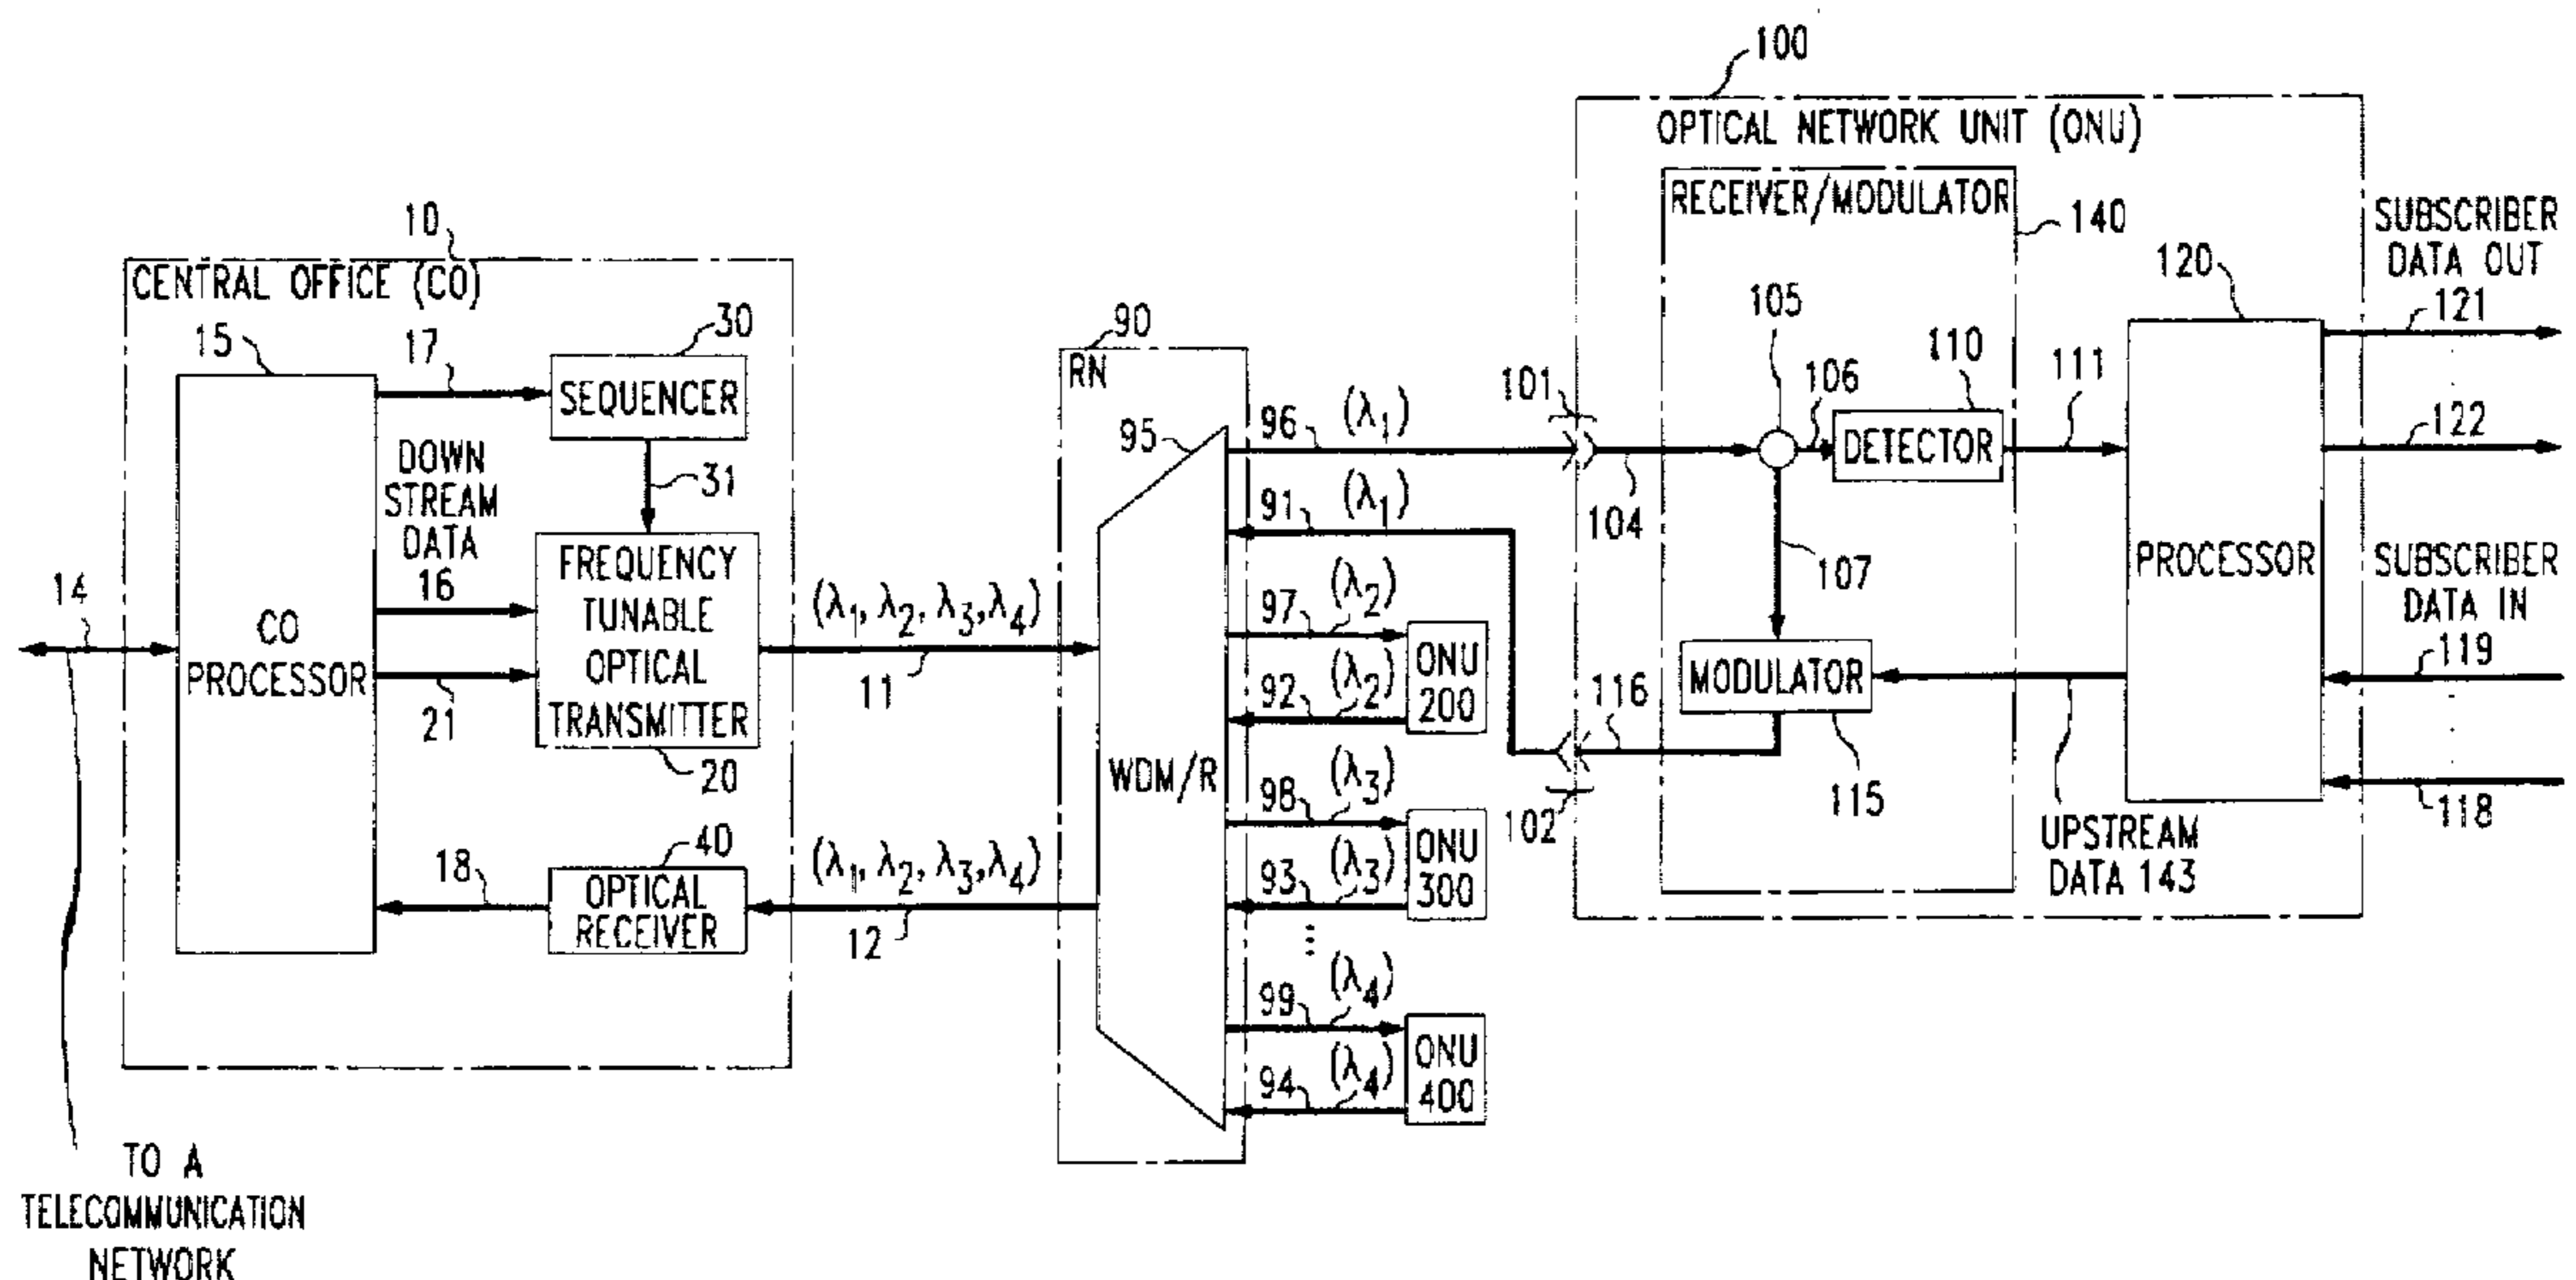 100
OPTICAL NETWORK UNIT (ONU)
RECEIVER/MODULATOR
140
SUBSCRIBER
DATA OUT
121
122
120
PROCESSOR
SUBSCRIBER
DATA IN
119
118
10
CENTRAL OFFICE (CO)
15
17
30
SEQUENCER
31
DOWN
STREAM
DATA
16
14
CO
PROCESSOR
21
FREQUENCY
TUNABLE
OPTICAL
TRANSMITTER
20
(λ1, λ2, λ3, λ4)
11
18
40
OPTICAL
RECEIVER
(λ1, λ2, λ3, λ4)
12
90
RN
95
WDM/R
96 (λ1)
91 (λ1)
97 (λ2)
92 (λ2)
ONU
200
98 (λ3)
93 (λ3)
ONU
300
99 (λ4)
94 (λ4)
ONU
400
101
104
105
106
110
DETECTOR
111
107
MODULATOR
115
116
102
UPSTREAM
DATA 143
TO A
TELECOMMUNICATION
NETWORK